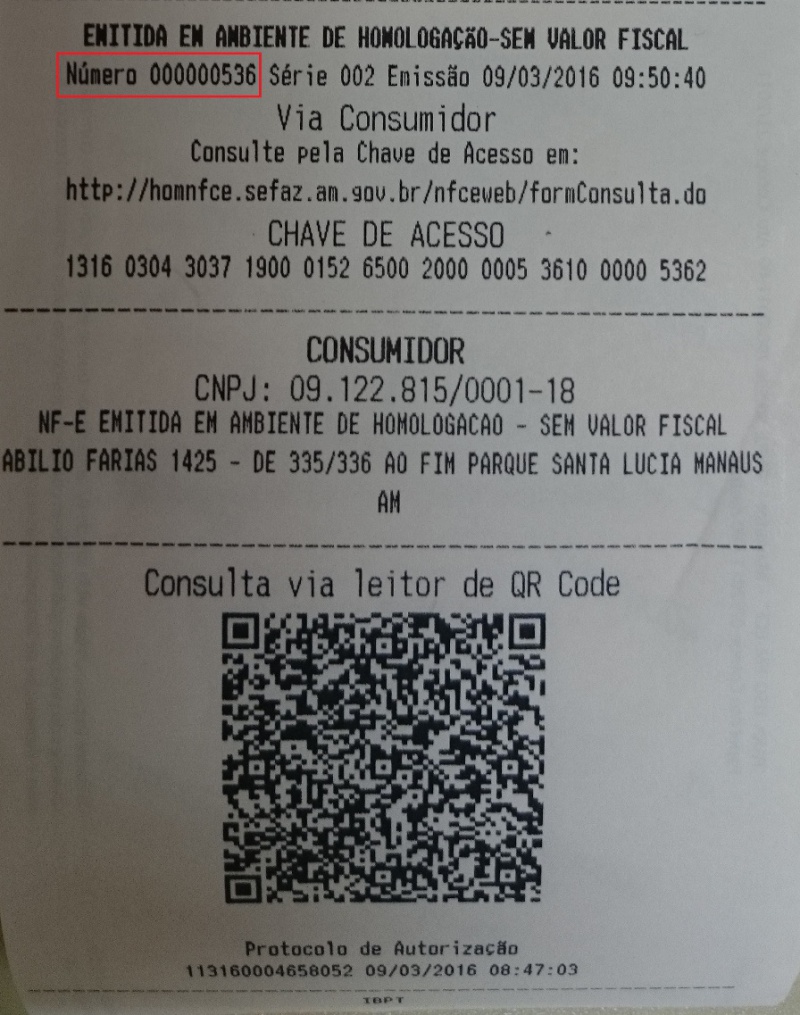 EMITIDA EM AMBIENTE DE HOMOLOGAÇãO-SEM VALOR FISCAL
Número 000000536 Série 002 Emissão 09/03/2016 09:50:40
Via Consumidor
Consulte pela Chave de Acesso em:
http://homnfce.sefaz.am.gov.br/nfceweb/formConsulta.do
CHAVE DE ACESSO
1316 0304 3037 1900 0152 6500 2000 0005 3610 0000 5362
CONSUMIDOR
CNPJ: 09.122.815/0001-18
NF-E EMITIDA EM AMBIENTE DE HOMOLOGACAO - SEM VALOR FISCAL
ABILIO FARIAS 1425 - DE 335/336 AO FIM PARQUE SANTA LUCIA MANAUS
AM
Consulta via leitor de QR Code
Protocolo de Autorização
113160004658052 09/03/2016 08:47:03
IBPT